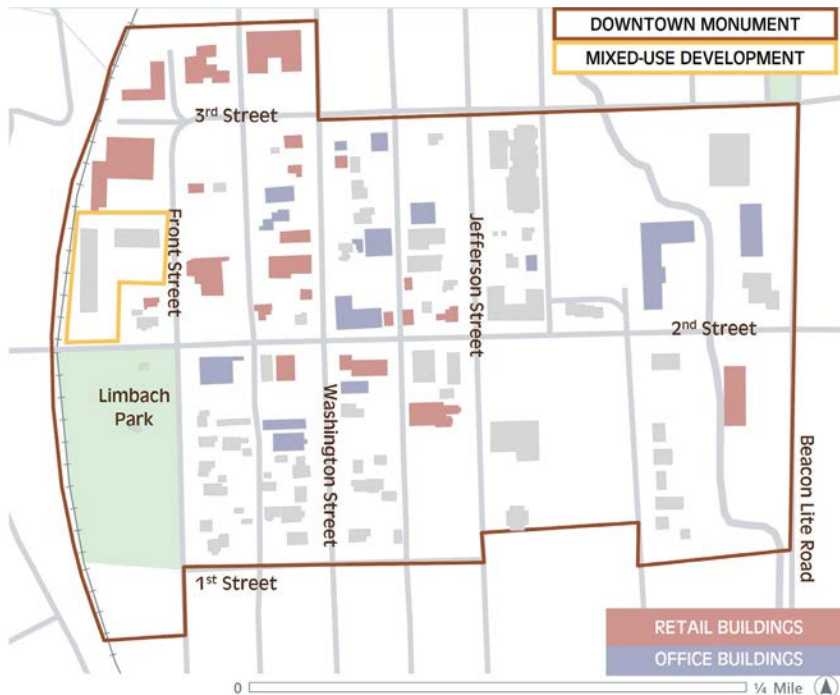 DOWNTOWN MONUMENT
MIXED-USE DEVELOPMENT
3rd Street
Front Street
Jefferson Street
2nd Street
Limbach
Park
Washington Street
Beacon Lite Road
1st Street
RETAIL BUILDINGS
OFFICE BUILDINGS
0 ¼ Mile